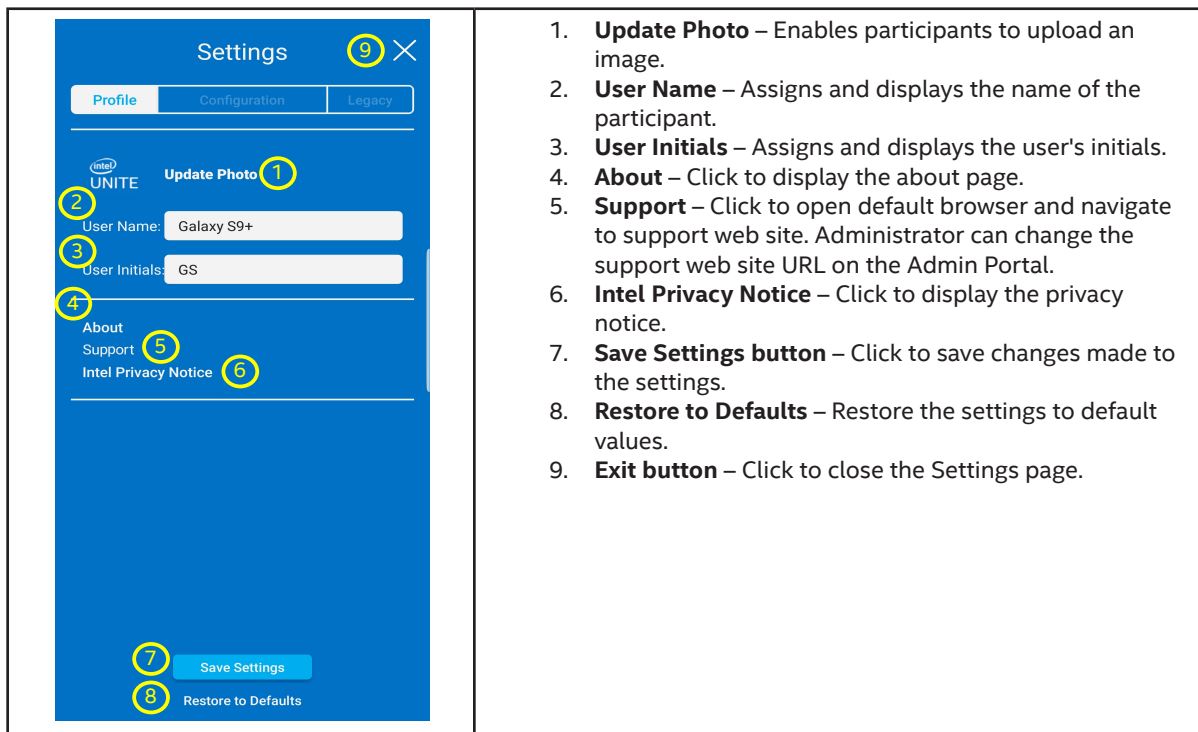 Settings
9
Profile
Configuration
Legacy
intel
UNITE
Update Photo
1
2
User Name:
Galaxy S9+
3
User Initials:
GS
4
About
Support
5
Intel Privacy Notice
6
7
Save Settings
8
Restore to Defaults
1. Update Photo – Enables participants to upload an
image.
2. User Name – Assigns and displays the name of the
participant.
3. User Initials – Assigns and displays the user's initials.
4. About – Click to display the about page.
5. Support – Click to open default browser and navigate
to support web site. Administrator can change the
support web site URL on the Admin Portal.
6. Intel Privacy Notice – Click to display the privacy
notice.
7. Save Settings button – Click to save changes made to
the settings.
8. Restore to Defaults – Restore the settings to default
values.
9. Exit button – Click to close the Settings page.